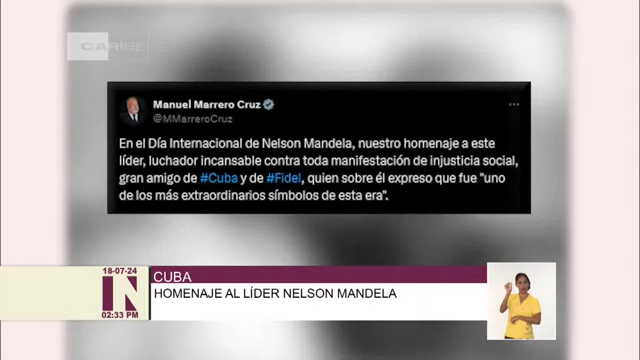 CARIBE
Manuel Marrero Cruz
@MMarreroCruz
En el Día Internacional de Nelson Mandela, nuestro homenaje a este
líder, luchador incansable contra toda manifestación de injusticia social,
gran amigo de #Cuba y de #Fidel, quien sobre él expreso que fue "uno
de los más extraordinarios símbolos de esta era".
18-07-24
IN
02:33 PM
CUBA
HOMENAJE AL LÍDER NELSON MANDELA